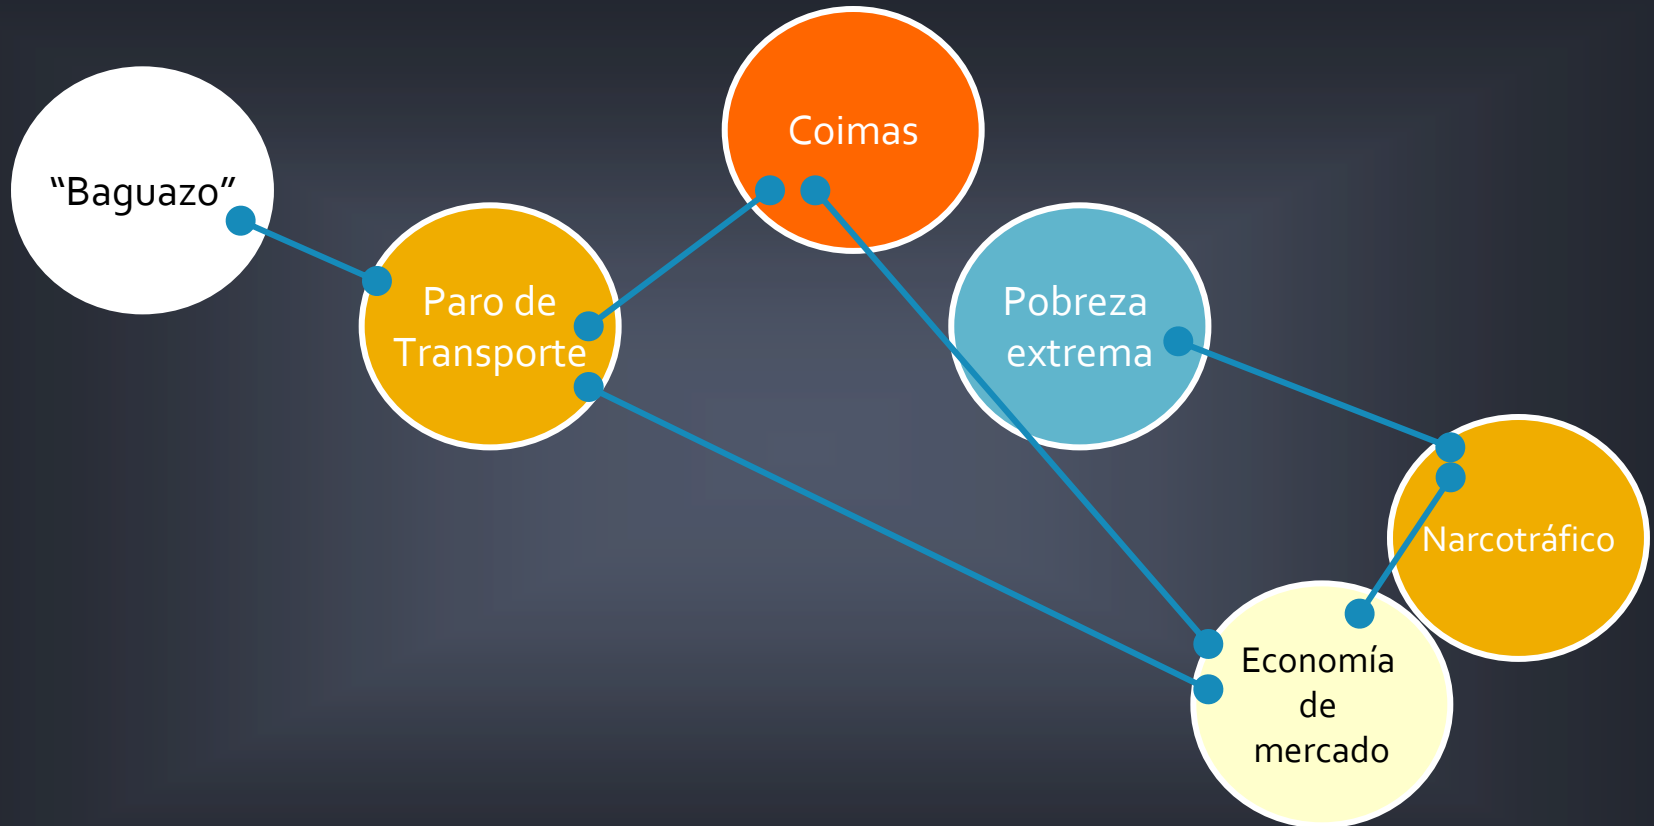 “Baguazo”
Coimas
Paro de
Transporte
Pobreza
extrema
Narcotráfico
Economía
de
mercado